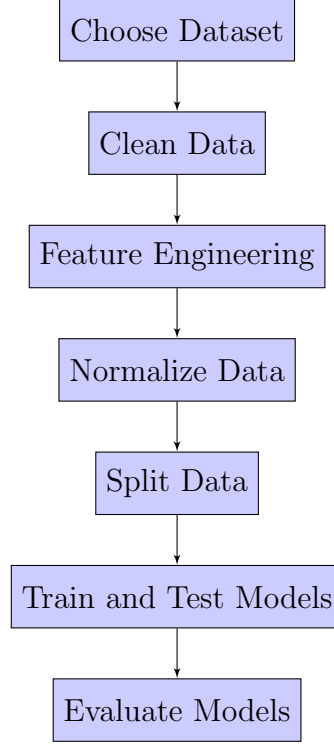 Choose Dataset
Clean Data
Feature Engineering
Normalize Data
Split Data
Train and Test Models
Evaluate Models